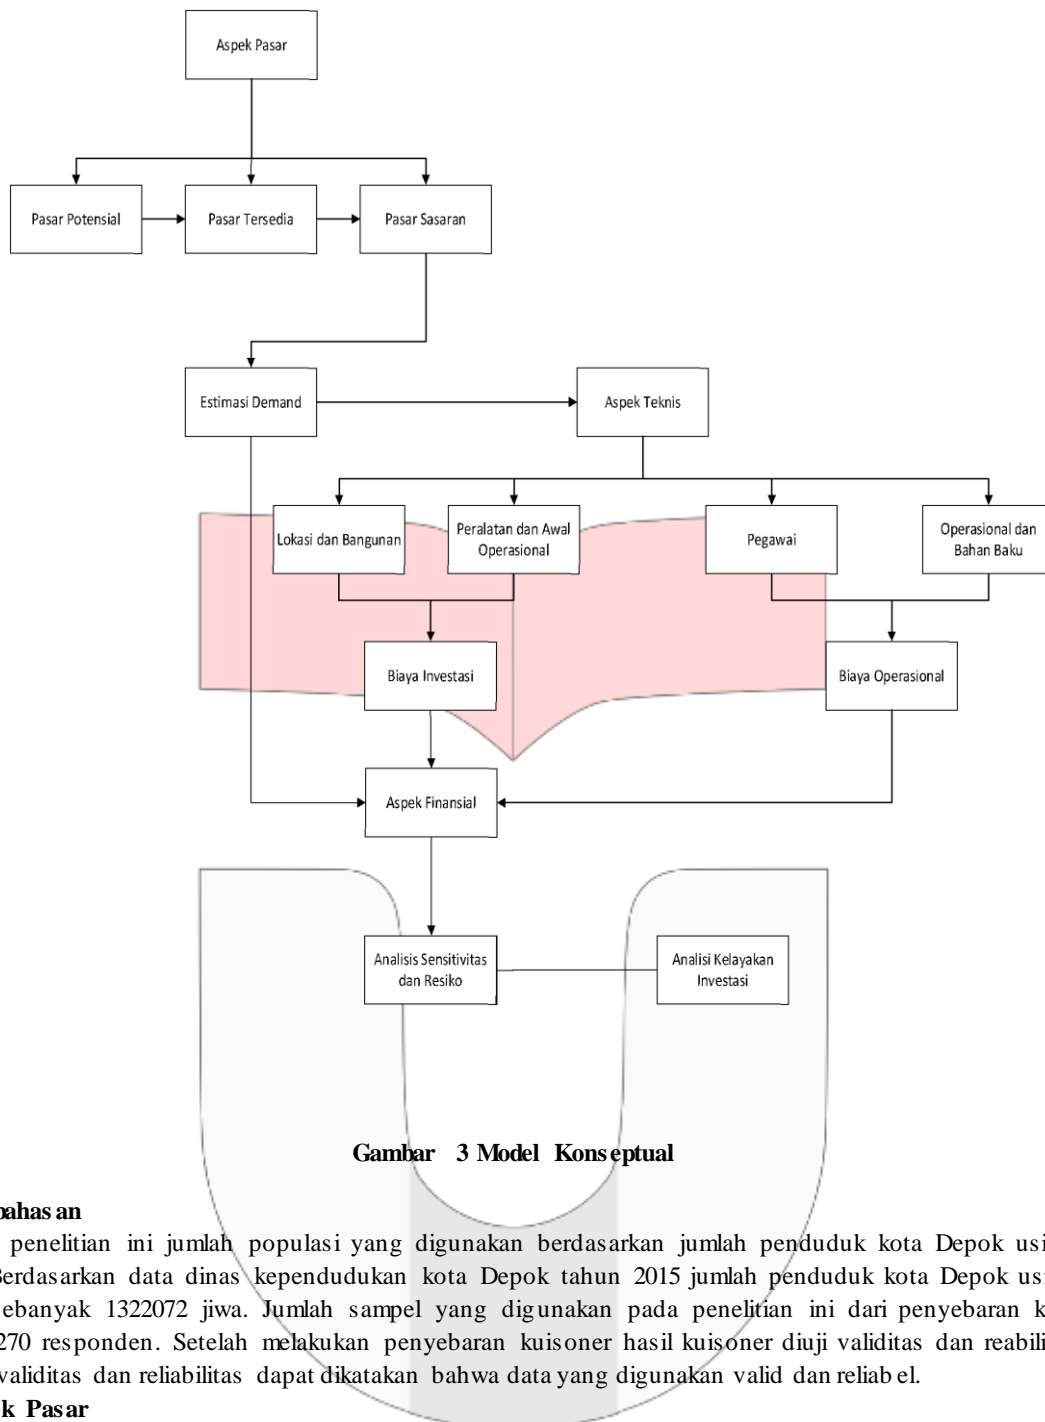 Aspek Pasar
Pasar Potensial
Pasar Tersedia
Pasar Sasaran
Estimasi Demand
Aspek Teknis
Lokasi dan Bangunan
Peralatan dan Awal
Operasional
Pegawai
Operasional dan
Bahan Baku
Biaya Investasi
Biaya Operasional
Aspek Finansial
Analisis Sensitivitas
dan Resiko
Analisi Kelayakan
Investasi
Gambar 3 Model Konseptual
bahasan
penelitian ini jumlah populasi yang digunakan berdasarkan jumlah penduduk kota Depok usi
Berdasarkan data dinas kependudukan kota Depok tahun 2015 jumlah penduduk kota Depok usi
sebanyak 1322072 jiwa. Jumlah sampel yang digunakan pada penelitian ini dari penyebaran k
270 responden. Setelah melakukan penyebaran kuisoner hasil kuisoner diuji validitas dan reabili
validitas dan reliabilitas dapat dikatakan bahwa data yang digunakan valid dan reliabel.
ek Pasar